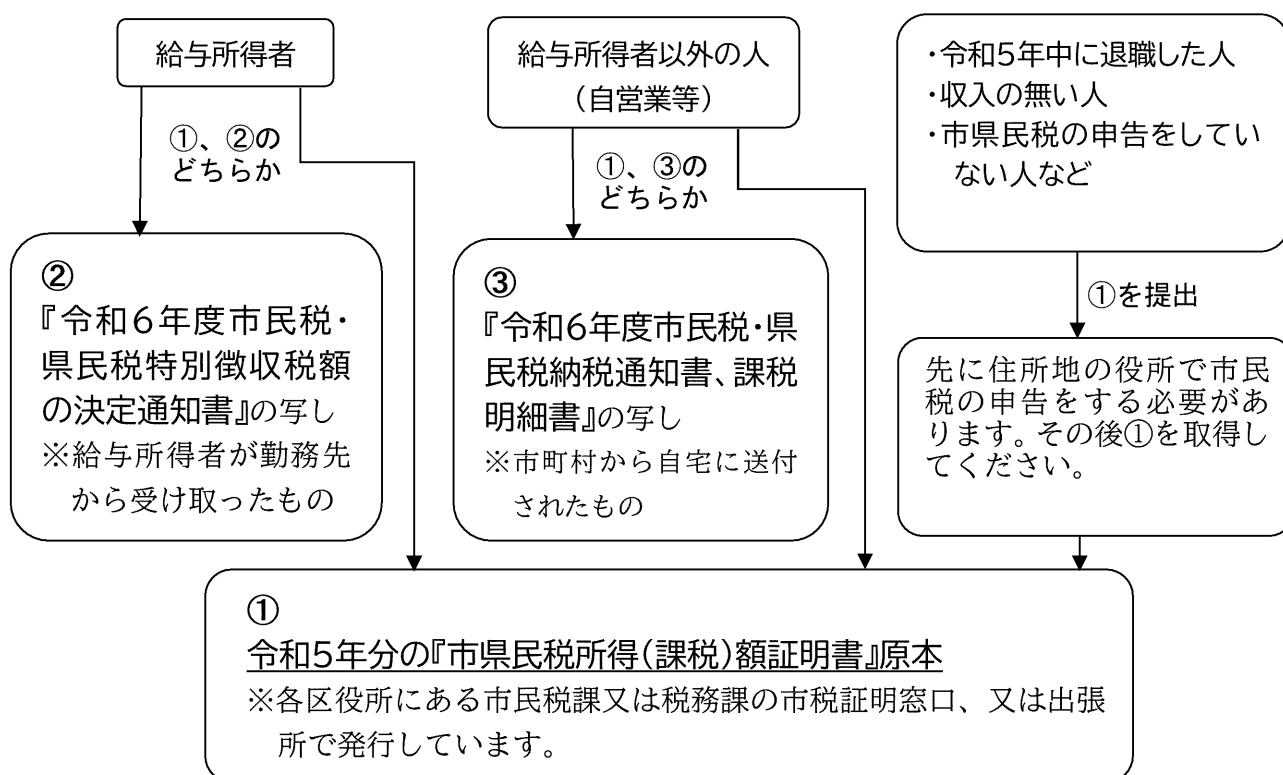 給与所得者
①、②の
どちらか
②
『令和6年度市民税・
県民税特別徴収税額
の決定通知書』の写し
※給与所得者が勤務先
から受け取ったもの
給与所得者以外の人
(自営業等)
①、③の
どちらか
③
『令和6年度市民税・県
民税納税通知書、課税
明細書』の写し
※市町村から自宅に送付
されたもの
・令和5年中に退職した人
・収入の無い人
・市県民税の申告をしてい
ない人など
①を提出
先に住所地の役所で市民
税の申告をする必要があ
ります。その後①を取得し
てください。
①
令和5年分の『市県民税所得(課税)額証明書』原本
※各区役所にある市民税課又は税務課の市税証明窓口、又は出張
所で発行しています。